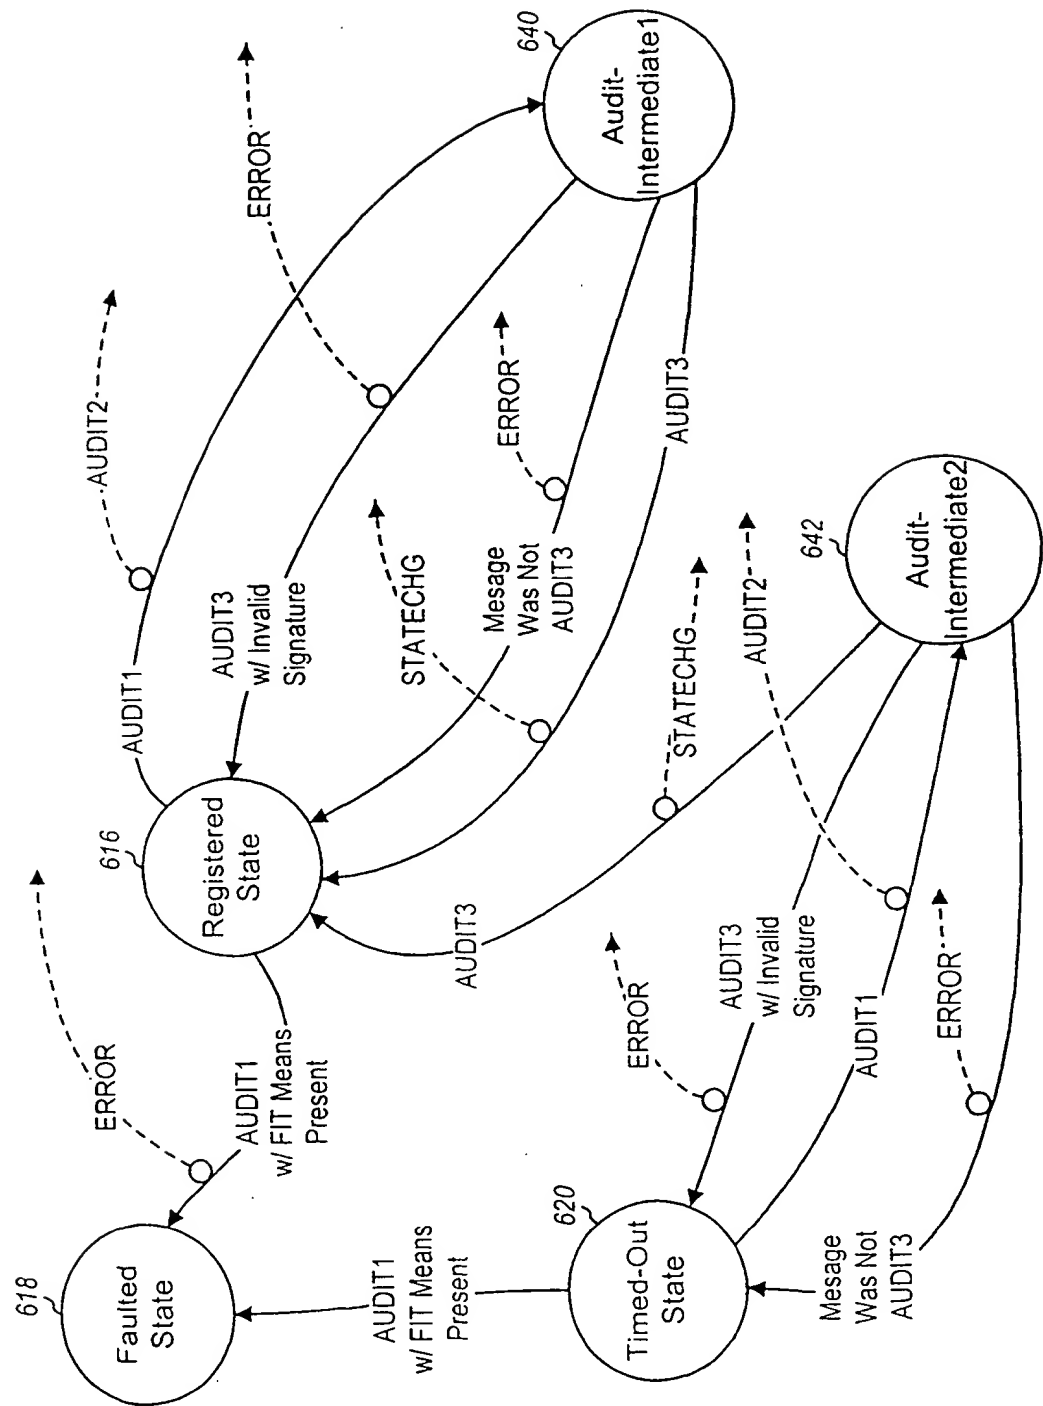 618
Faulted
State
ERROR
AUDIT1
w/ FIT Means
Present
616
Registered
State
AUDIT1
AUDIT2
ERROR
640
Audit-
Intermediate1
AUDIT3
w/ Invalid
Signature
STATECHG
Mesage
Was Not
AUDIT3
ERROR
AUDIT3
AUDIT1
w/ FIT Means
Present
620
Timed-Out
State
ERROR
AUDIT3
STATECHG
AUDIT3
w/ Invalid
Signature
AUDIT2
642
Audit-
Intermediate2
AUDIT1
ERROR
Mesage
Was Not
AUDIT3